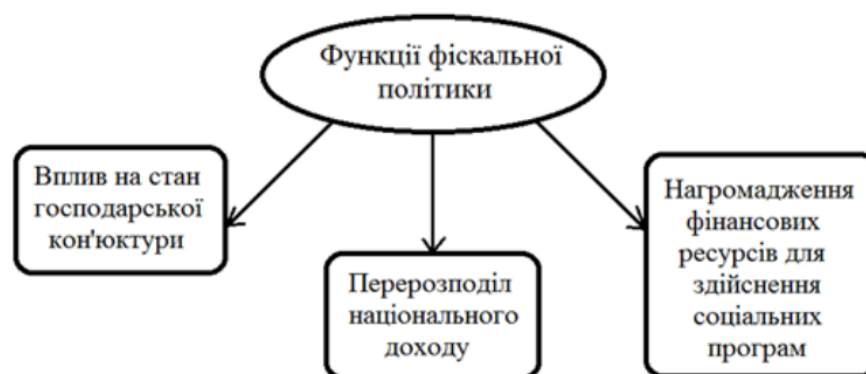 Функції фіскальної
політики
Вплив на стан
господарської
кон'юктури
Перерозподіл
національного
доходу
Нагромадження
фінансових
ресурсів для
здійснення
соціальних
програм